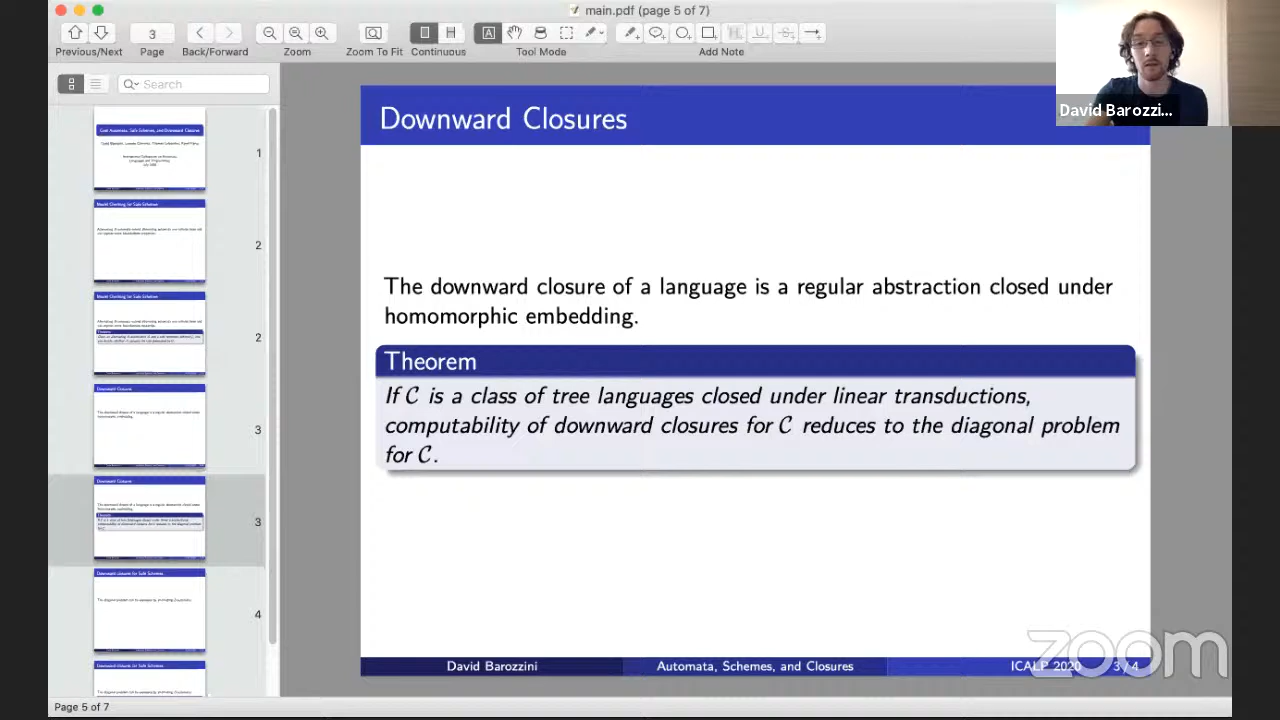 main.pdf (page 5 of 7)
3
Previous/Next
Page
Back/Forward
Zoom
Zoom To Fit
Continuous
Tool Mode
Add Note
Search
David Barozzi...
1
2
2
3
3
4
Downward Closures
The downward closure of a language is a regular abstraction closed under
homomorphic embedding.
Theorem
If C is a class of tree languages closed under linear transductions,
computability of downward closures for C reduces to the diagonal problem
for C.
David Barozzini
Automata, Schemes, and Closures
ICALP 2020
3 / 4
zoom
Page 5 of 7